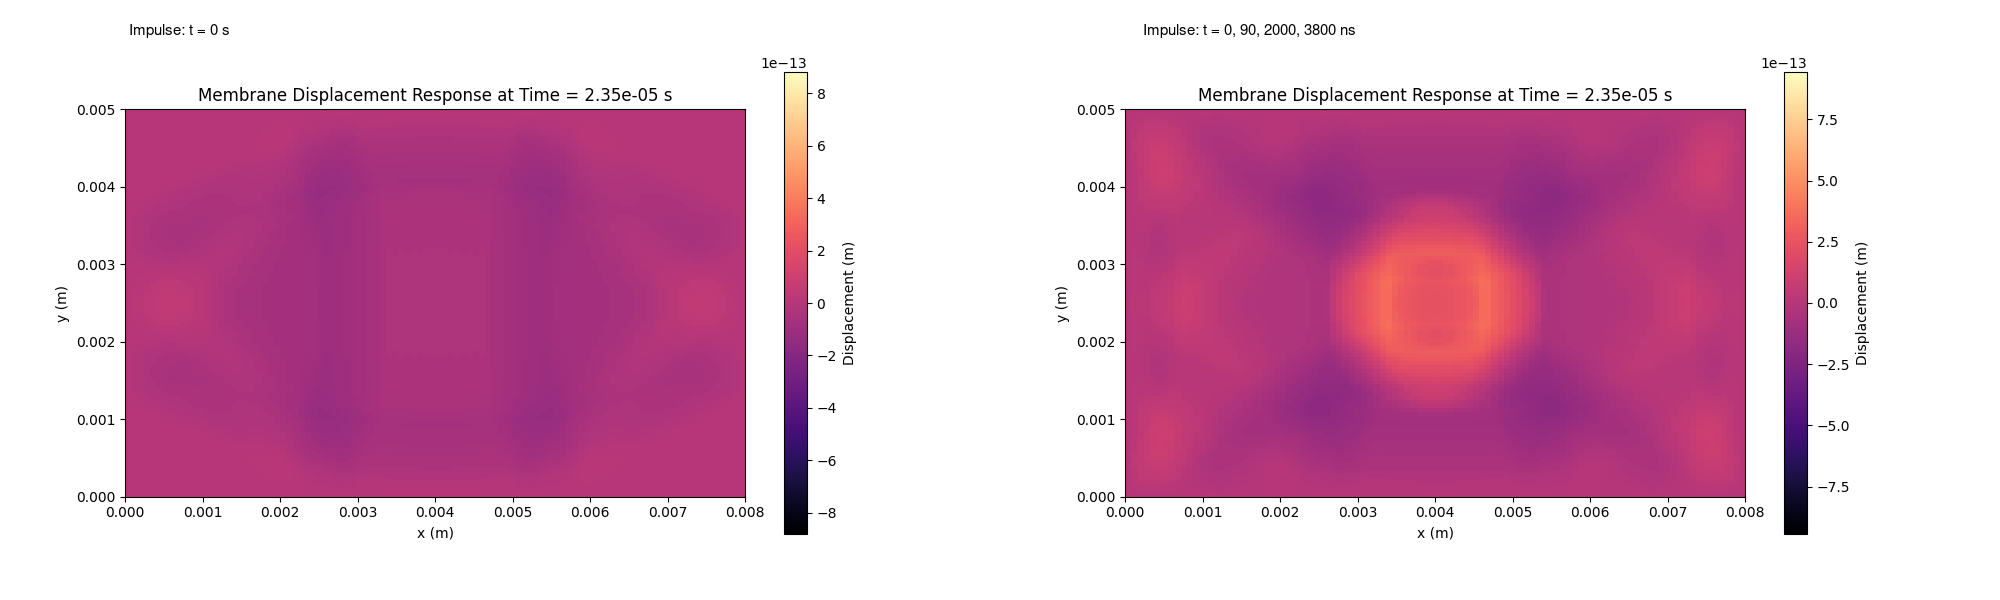 Impulse: t = 0 s
1e−13
Membrane Displacement Response at Time = 2.35e-05 s
0.005
0.004
0.003
0.002
0.001
0.000
y (m)
0.000 0.001 0.002 0.003 0.004 0.005 0.006 0.007 0.008
x (m)
8
6
4
2
0
−2
−4
−6
−8
Displacement (m)
Impulse: t = 0, 90, 2000, 3800 ns
1e−13
Membrane Displacement Response at Time = 2.35e-05 s
0.005
0.004
0.003
0.002
0.001
0.000
y (m)
0.000 0.001 0.002 0.003 0.004 0.005 0.006 0.007 0.008
x (m)
7.5
5.0
2.5
0.0
−2.5
−5.0
−7.5
Displacement (m)